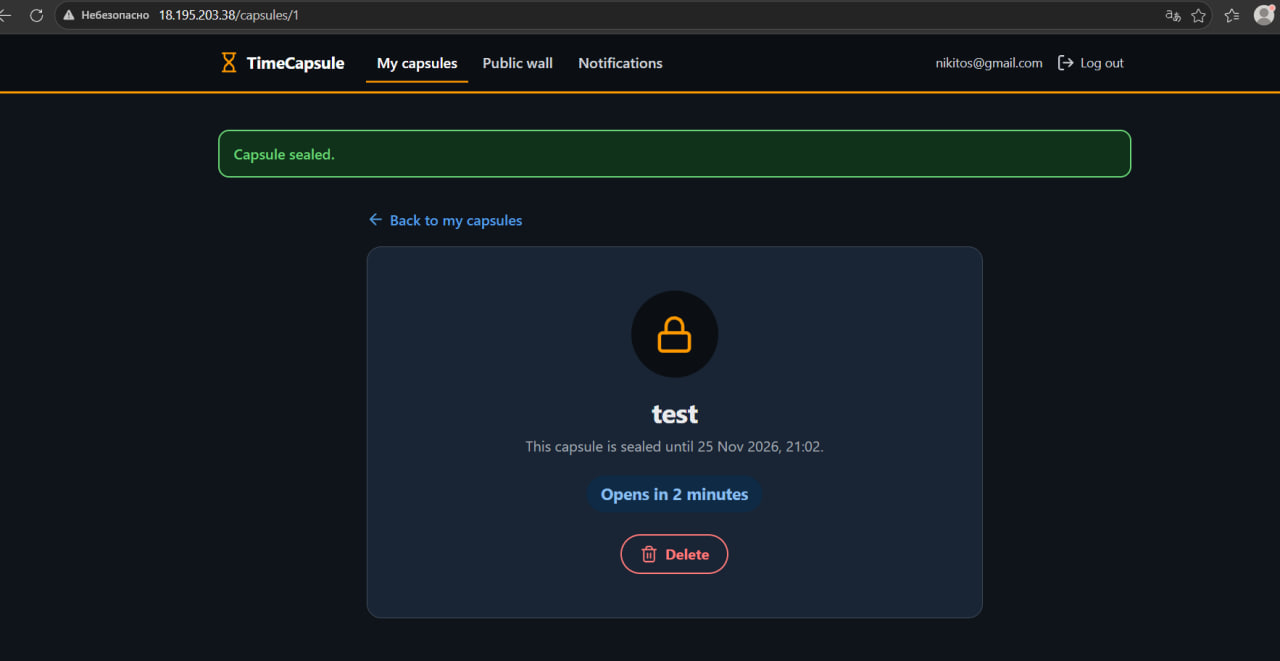 Небезопасно 18.195.203.38/capsules/1
TimeCapsule My capsules Public wall Notifications nikitos@gmail.com Log out
Capsule sealed.
Back to my capsules
test
This capsule is sealed until 25 Nov 2026, 21:02.
Opens in 2 minutes
Delete